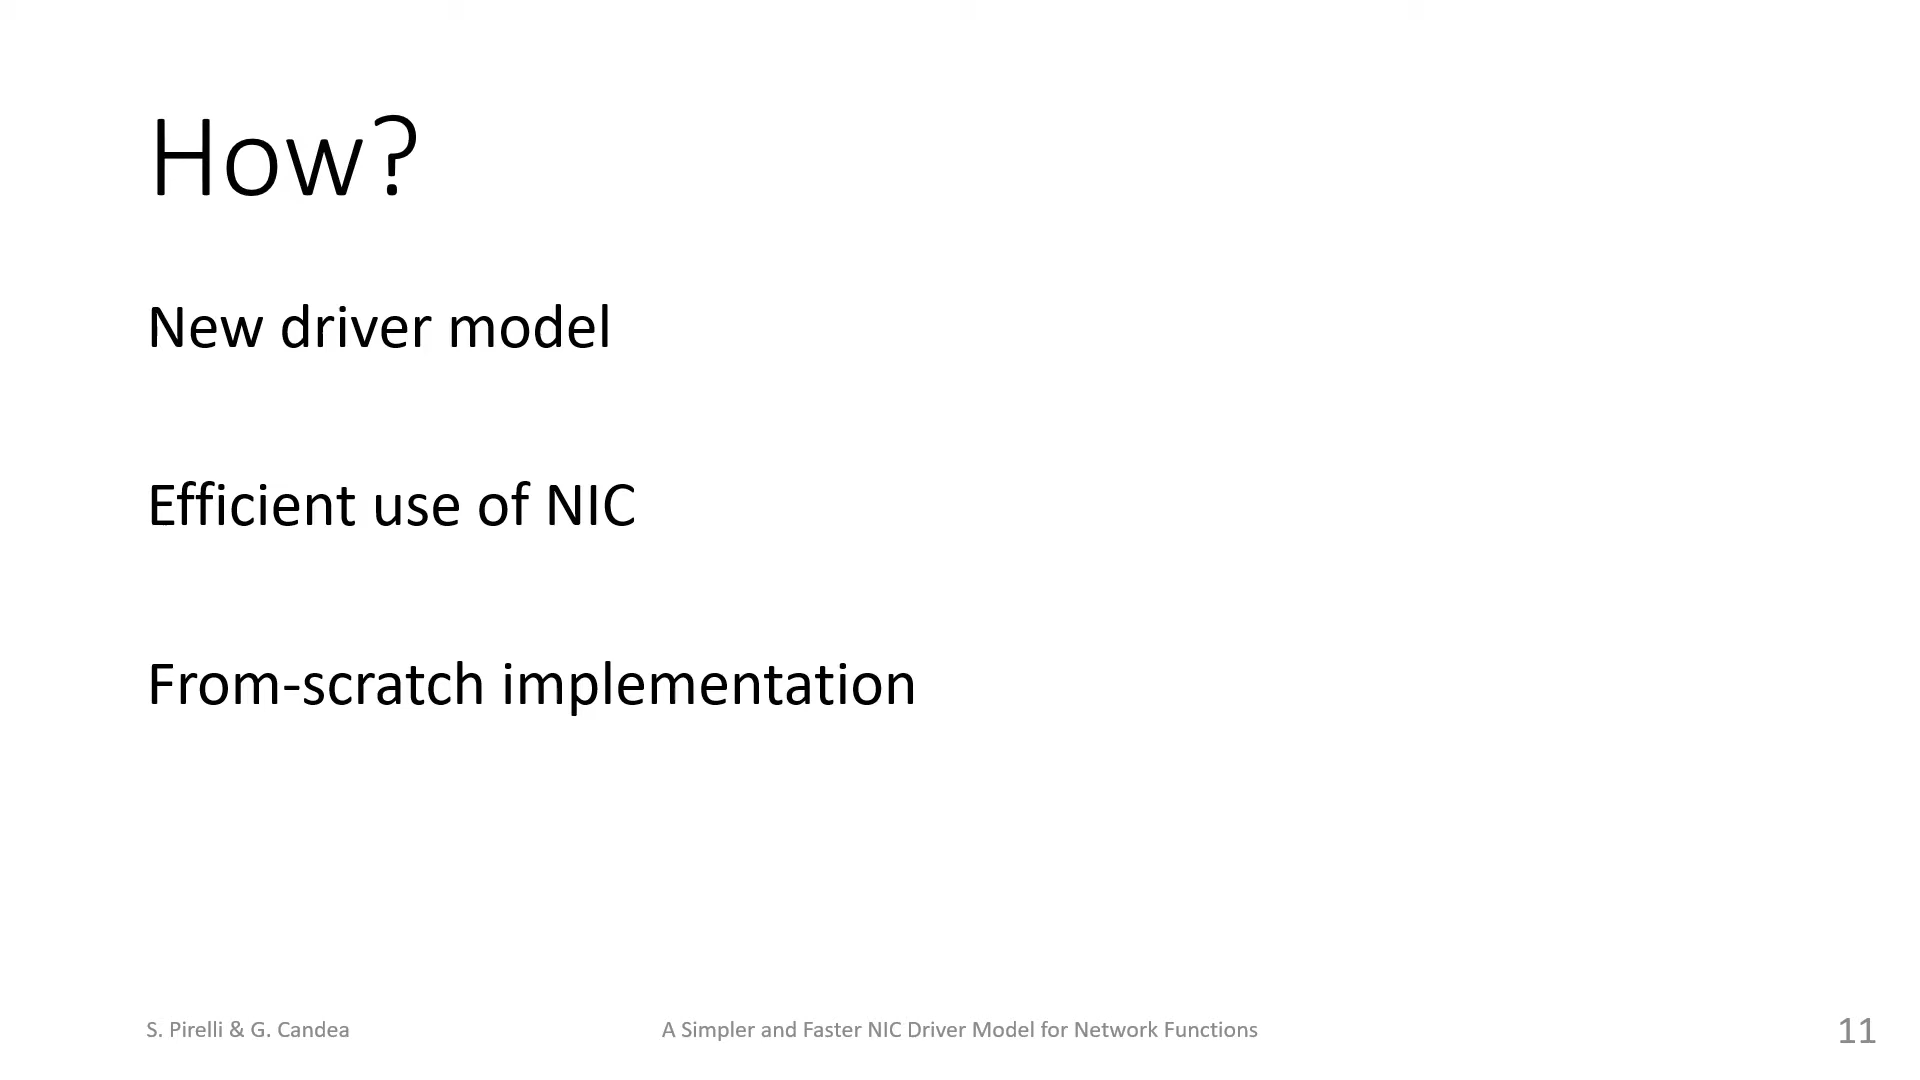 How?
New driver model
Efficient use of NIC
From-scratch implementation
S. Pirelli & G. Candea
A Simpler and Faster NIC Driver Model for Network Functions
11